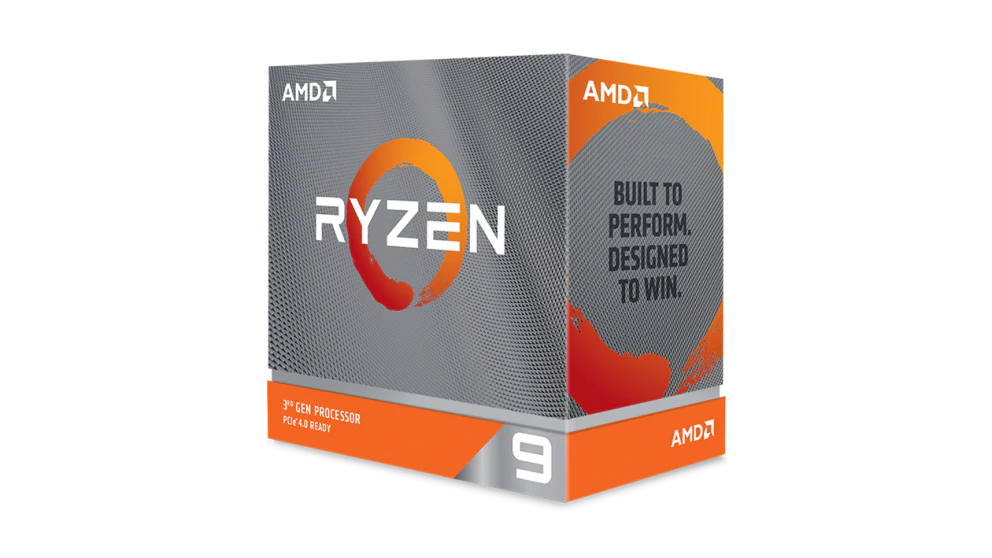 AMD
RYZEN
3RD GEN PROCESSOR
PCIe® 4.0 READY
9
AMD
BUILT TO
PERFORM.
DESIGNED
TO WIN.
AMD